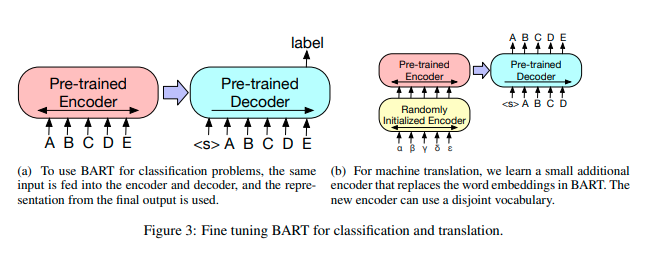 label
Pre-trained
Encoder
Pre-trained
Decoder
A B C D E
<s> A B C D E
A B C D E
Pre-trained
Encoder
Pre-trained
Decoder
<s> A B C D
Randomly
Initialized Encoder
α β γ δ ε
(a) To use BART for classification problems, the same
input is fed into the encoder and decoder, and the repre-
sentation from the final output is used.
(b) For machine translation, we learn a small additional
encoder that replaces the word embeddings in BART. The
new encoder can use a disjoint vocabulary.
Figure 3: Fine tuning BART for classification and translation.